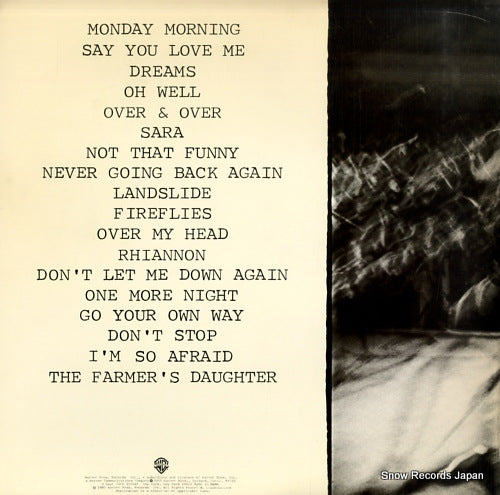 MONDAY MORNING
SAY YOU LOVE ME
DREAMS
OH WELL
OVER & OVER
SARA
NOT THAT FUNNY
NEVER GOING BACK AGAIN
LANDSLIDE
FIREFLIES
OVER MY HEAD
RHIANNON
DON'T LET ME DOWN AGAIN
ONE MORE NIGHT
GO YOUR OWN WAY
DON'T STOP
I'M SO AFRAID
THE FARMER'S DAUGHTER
Snow Records Japan